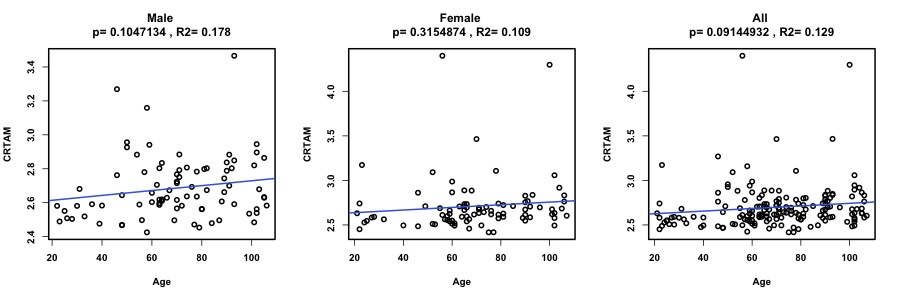 Male
p= 0.1047134 , R2= 0.178
CRTAM
3.4
3.2
3.0
2.8
2.6
2.4
20 40 60 80 100
Age
Female
p= 0.3154874 , R2= 0.109
CRTAM
4.0
3.5
3.0
2.5
20 40 60 80 100
Age
All
p= 0.09144932 , R2= 0.129
CRTAM
4.0
3.5
3.0
2.5
20 40 60 80 100
Age